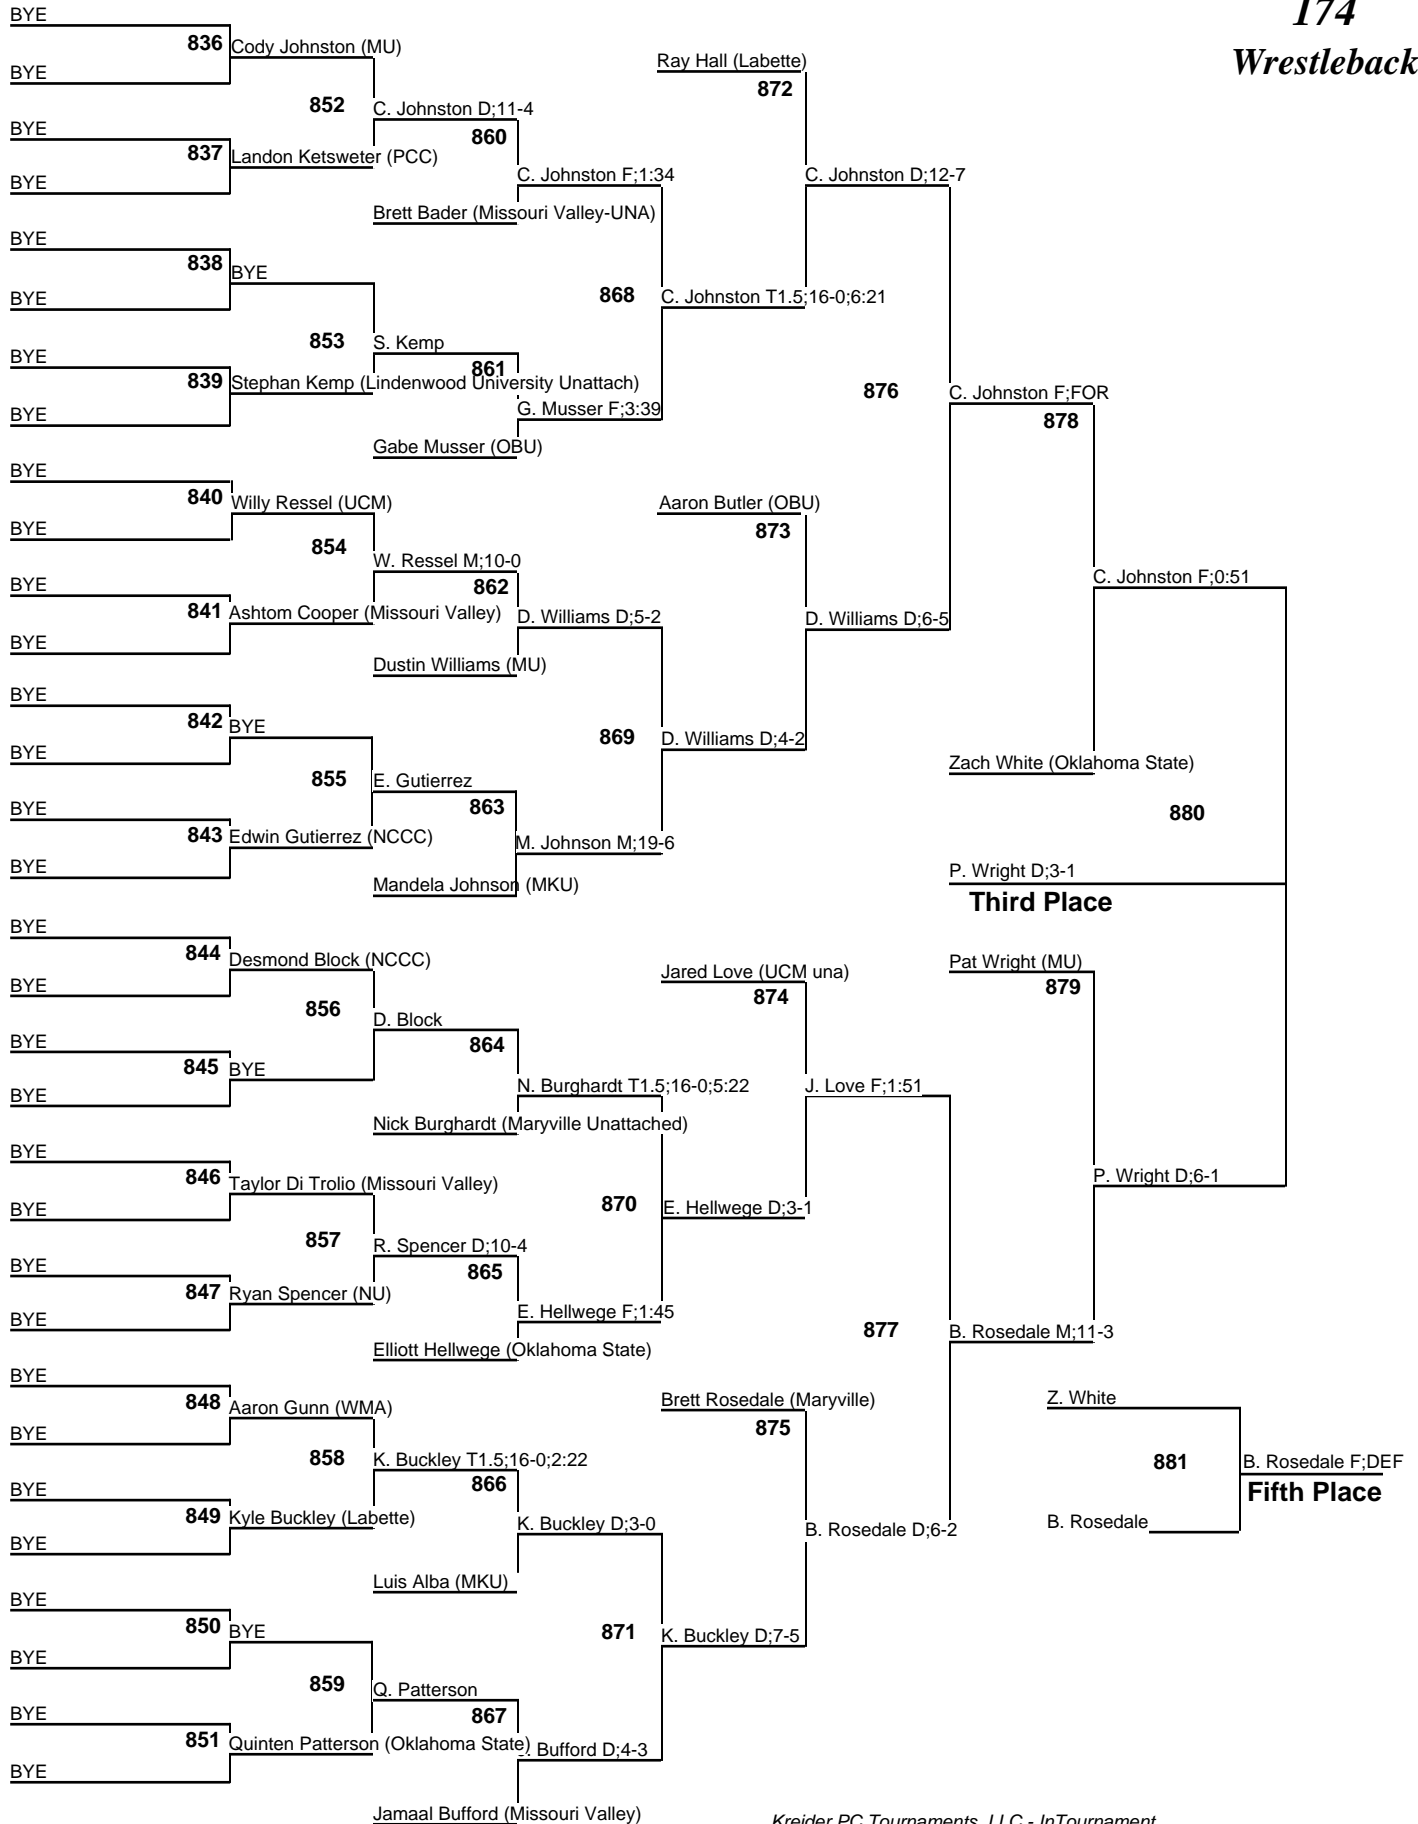 174
Wrestleback
BYE
836 Cody Johnston (MU)
BYE
Ray Hall (Labette)
872
852 C. Johnston D;11-4
BYE
860
837 Landon Ketsweter (PCC)
BYE
C. Johnston F;1:34
C. Johnston D;12-7
Brett Bader (Missouri Valley-UNA)
BYE
838 BYE
BYE
868 C. Johnston T1.5;16-0;6:21
853 S. Kemp
BYE
861
839 Stephan Kemp (Lindenwood University Unattach)
876 C. Johnston F;FOR
BYE
G. Musser F;3:39
878
Gabe Musser (OBU)
BYE
840 Willy Ressel (UCM)
Aaron Butler (OBU)
BYE
873
854 W. Ressel M;10-0
BYE
862
C. Johnston F;0:51
841 Ashtom Cooper (Missouri Valley)
D. Williams D;5-2
D. Williams D;6-5
BYE
Dustin Williams (MU)
BYE
842 BYE
869 D. Williams D;4-2
BYE
Zach White (Oklahoma State)
855 E. Gutierrez
BYE
863
880
843 Edwin Gutierrez (NCCC)
M. Johnson M;19-6
BYE
P. Wright D;3-1
Mandela Johnson (MKU)
Third Place
BYE
844 Desmond Block (NCCC)
Pat Wright (MU)
Jared Love (UCM una)
BYE
879
874
856 D. Block
BYE
864
845 BYE
N. Burghardt T1.5;16-0;5:22
J. Love F;1:51
BYE
Nick Burghardt (Maryville Unattached)
BYE
846 Taylor Di Trolio (Missouri Valley)
P. Wright D;6-1
BYE
870 E. Hellwege D;3-1
857 R. Spencer D;10-4
BYE
865
847 Ryan Spencer (NU)
E. Hellwege F;1:45
BYE
877 B. Rosedale M;11-3
Elliott Hellwege (Oklahoma State)
BYE
848 Aaron Gunn (WMA)
Brett Rosedale (Maryville)
Z. White
BYE
875
858 K. Buckley T1.5;16-0;2:22
881 B. Rosedale F;DEF
BYE
866
Fifth Place
849 Kyle Buckley (Labette)
K. Buckley D;3-0
B. Rosedale D;6-2
B. Rosedale
BYE
Luis Alba (MKU)
BYE
850 BYE
871 K. Buckley D;7-5
BYE
859 Q. Patterson
BYE
867
851 Quinten Patterson (Oklahoma State)
Bufford D;4-3
BYE
Jamaal Bufford (Missouri Valley)
Kreider PC Tournaments, LLC - InTournament